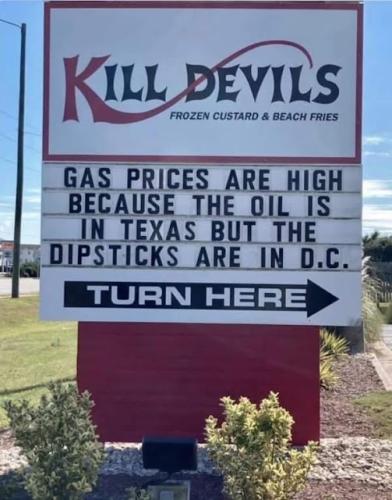 KILL DEVILS
FROZEN CUSTARD & BEACH FRIES
GAS PRICES ARE HIGH
BECAUSE THE OIL IS
IN TEXAS BUT THE
DIPSTICKS ARE IN D.C.
TURN HERE